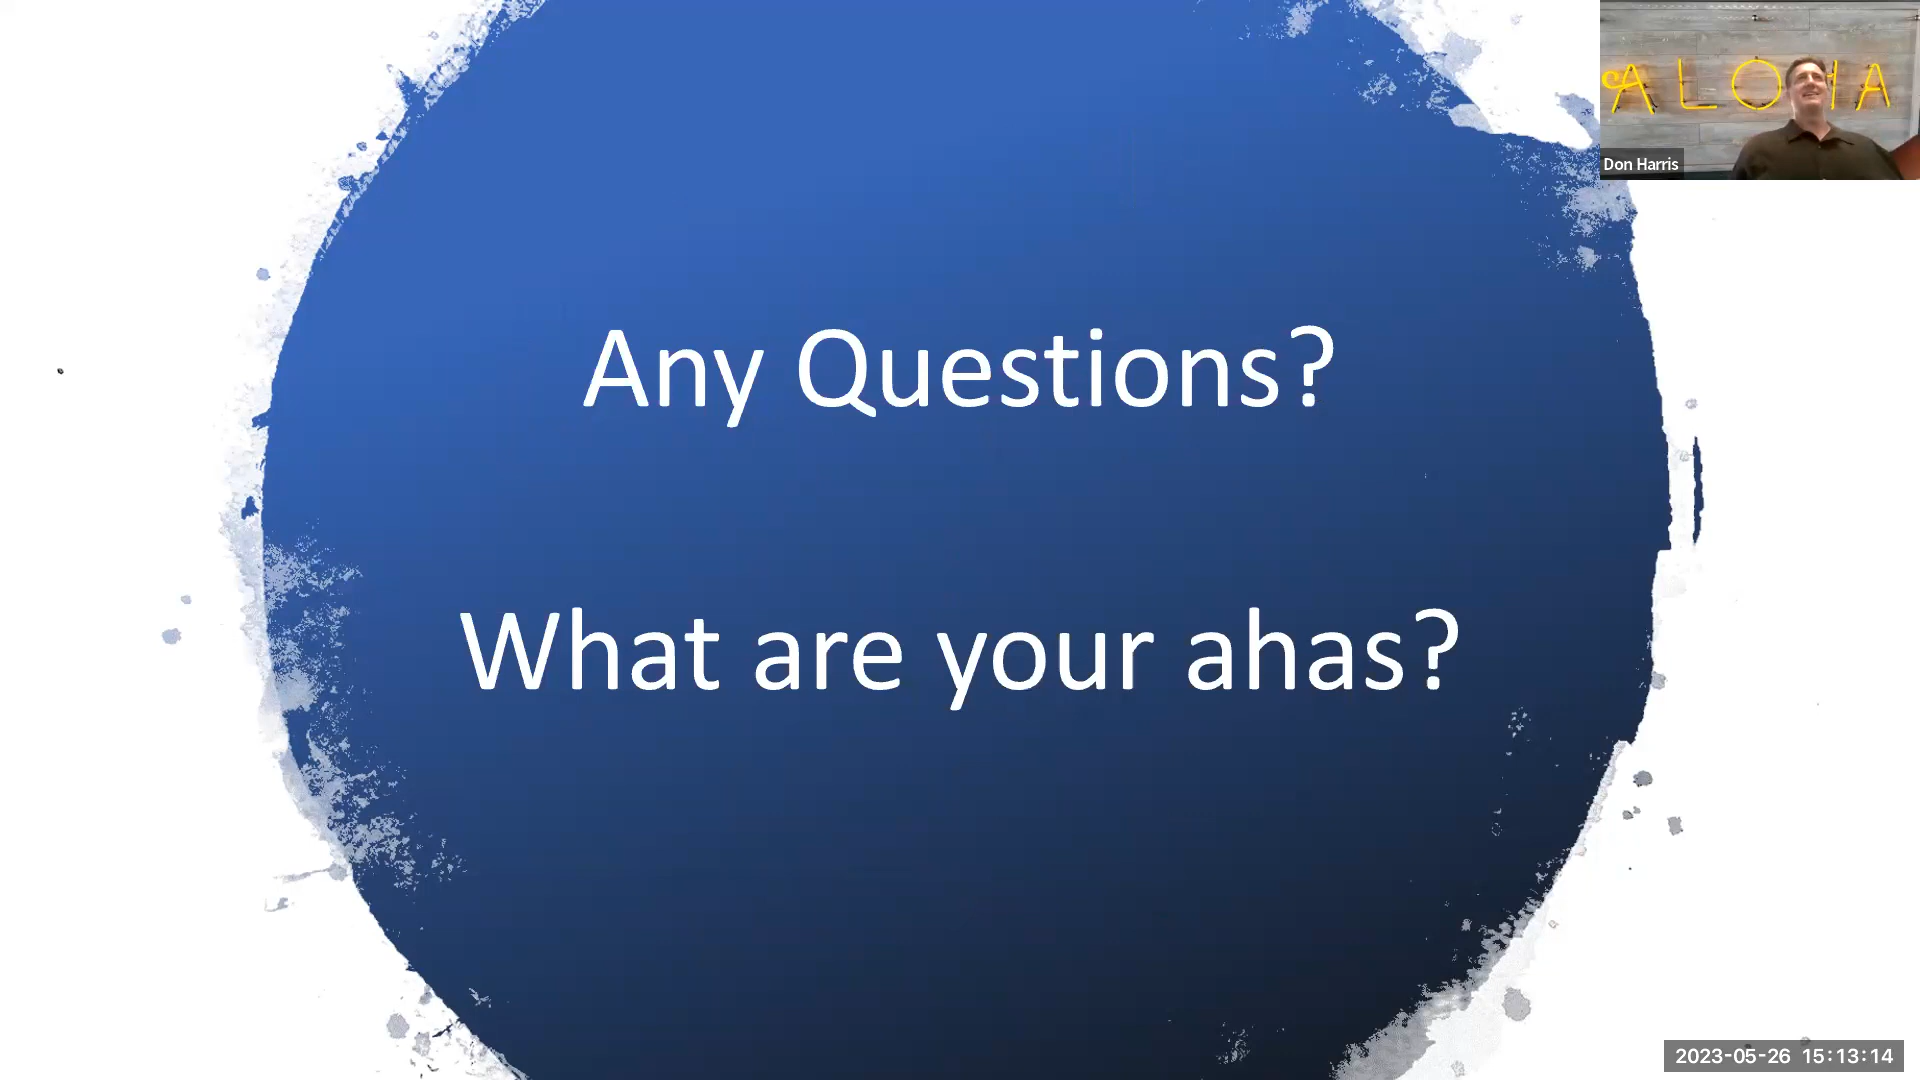 ALOHA
Don Harris
Any Questions?
What are your ahas?
2023-05-26 15:13:14